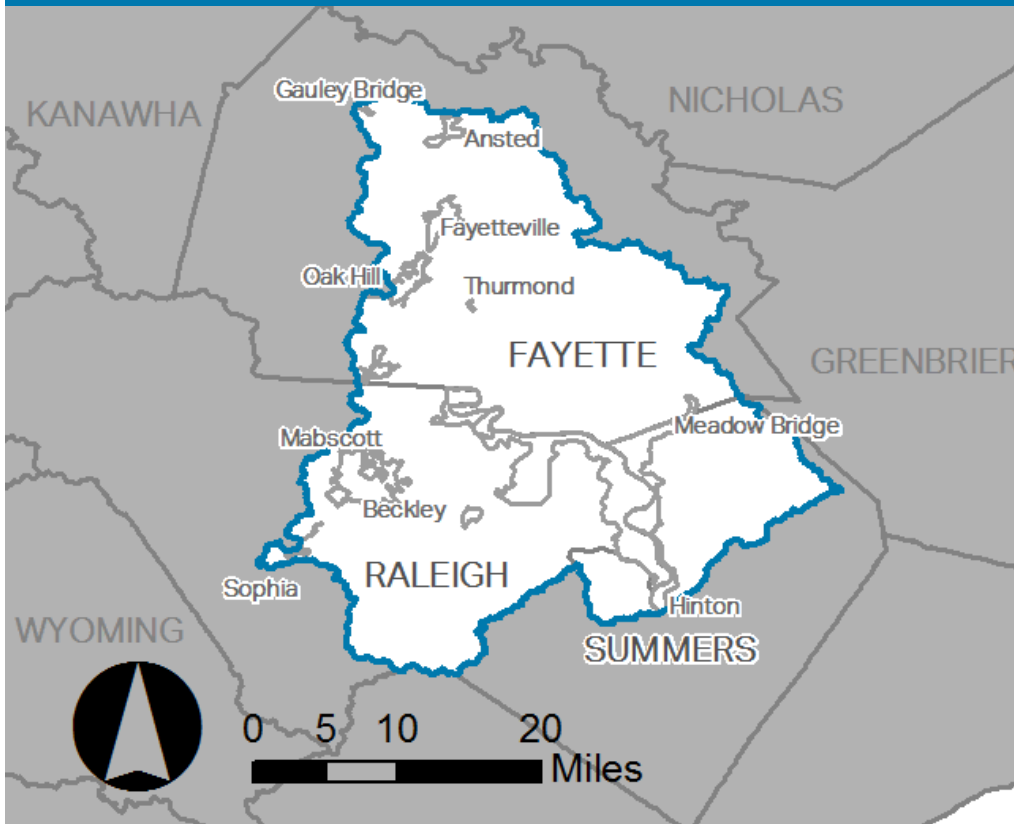 Gauley Bridge
KANAWHA
NICHOLAS
Ansted
Fayetteville
Oak Hill
Thurmond
FAYETTE
GREENBRIER
Meadow Bridge
Mabscott
Beckley
RALEIGH
Sophia
Hinton
WYOMING
SUMMERS
0 5 10 20
Miles